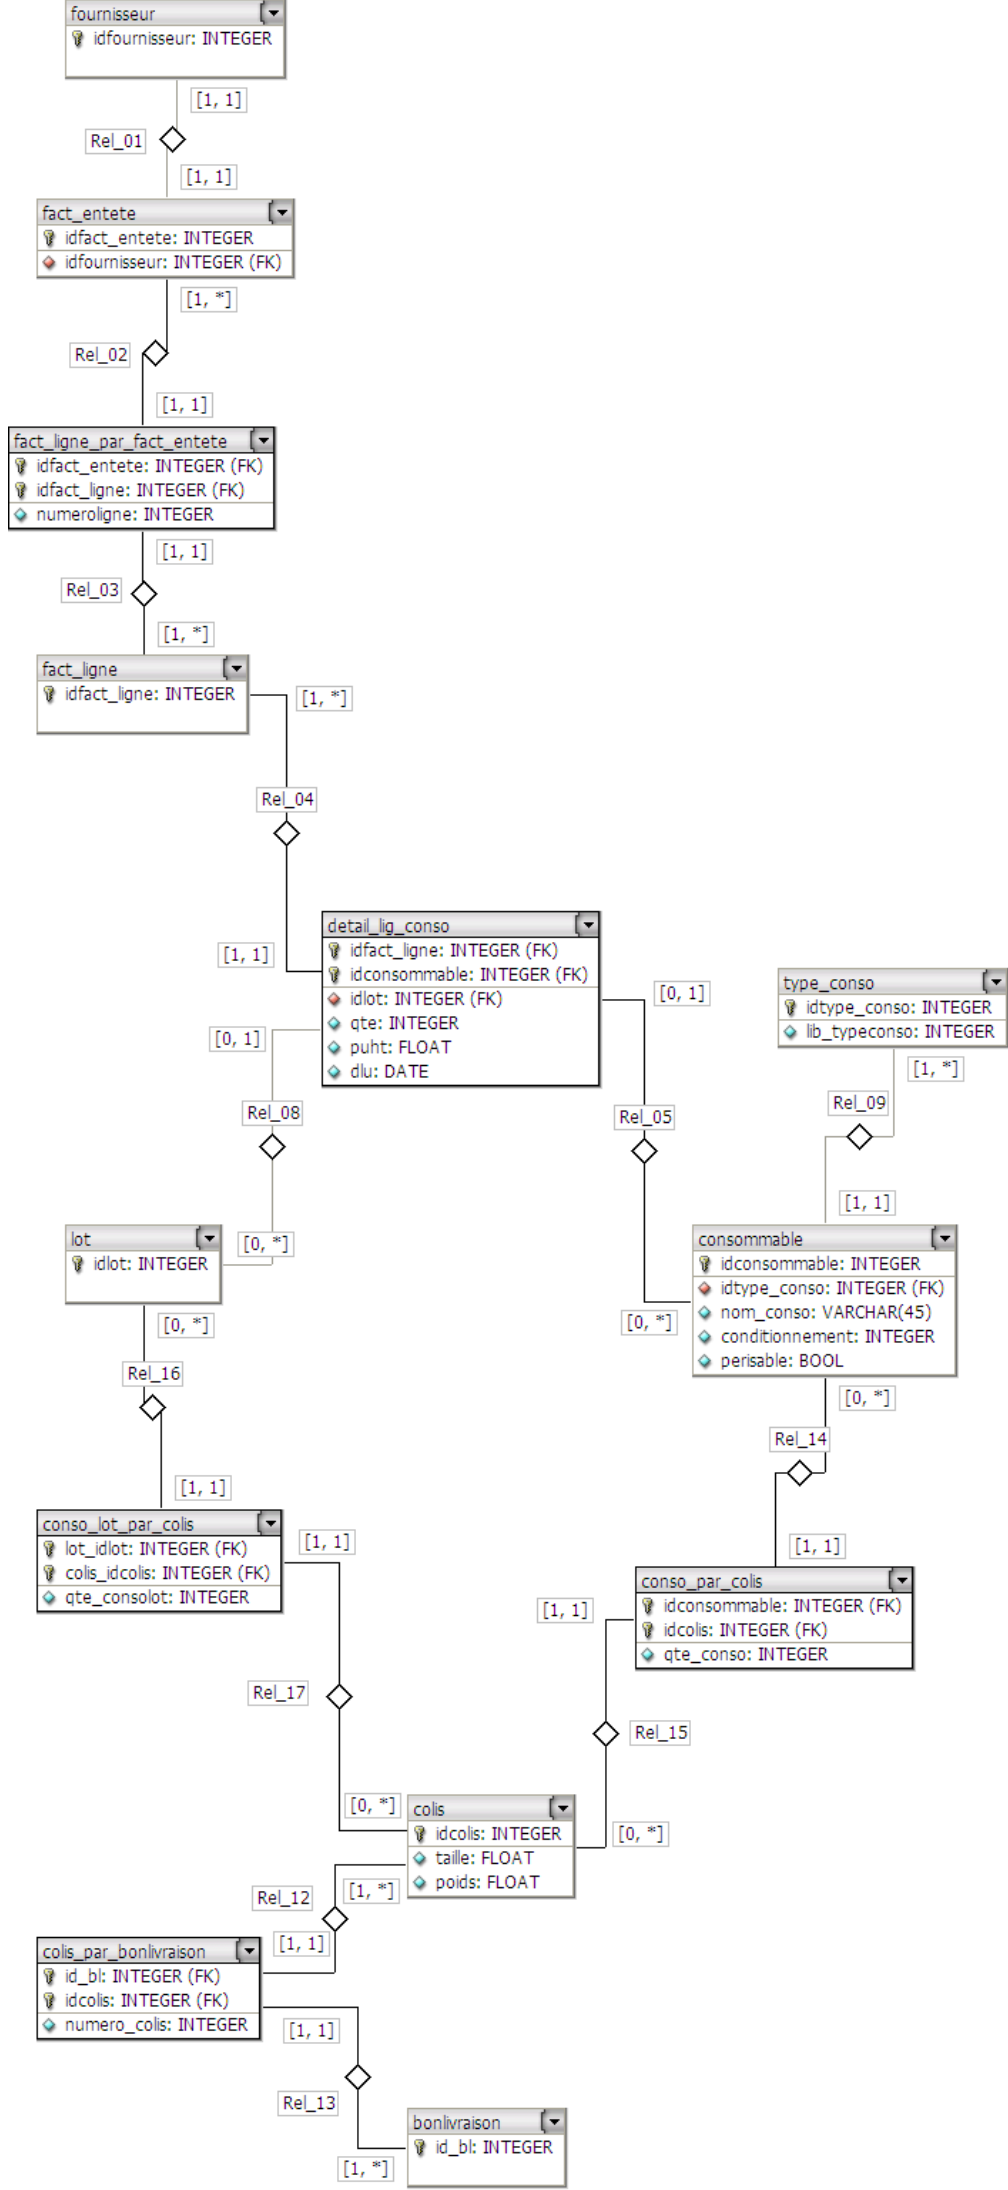 fournisseur
idfournisseur: INTEGER
[1, 1]
Rel_01
[1, 1]
fact_entete
idfact_entete: INTEGER
idfournisseur: INTEGER (FK)
[1, *]
Rel_02
[1, 1]
fact_ligne_par_fact_entete
idfact_entete: INTEGER (FK)
idfact_ligne: INTEGER (FK)
numeroligne: INTEGER
[1, 1]
Rel_03
[1, *]
fact_ligne
idfact_ligne: INTEGER
[1, *]
Rel_04
[1, 1]
detail_lig_conso
idfact_ligne: INTEGER (FK)
idconsommable: INTEGER (FK)
idlot: INTEGER (FK)
qte: INTEGER
puht: FLOAT
dlu: DATE
[0, 1]
Rel_08
[0, *]
[0, 1]
Rel_05
[0, *]
type_conso
idtype_conso: INTEGER
lib_typeconso: INTEGER
[1, *]
Rel_09
[1, 1]
lot
idlot: INTEGER
[0, *]
Rel_16
[1, 1]
consommable
idconsommable: INTEGER
idtype_conso: INTEGER (FK)
nom_conso: VARCHAR(45)
conditionnement: INTEGER
perisable: BOOL
[0, *]
Rel_14
[1, 1]
conso_lot_par_colis
lot_idlot: INTEGER (FK)
colis_idcolis: INTEGER (FK)
qte_consolot: INTEGER
[1, 1]
Rel_17
[0, *]
conso_par_colis
idconsommable: INTEGER (FK)
idcolis: INTEGER (FK)
qte_conso: INTEGER
[1, 1]
Rel_15
[0, *]
colis
idcolis: INTEGER
taille: FLOAT
poids: FLOAT
[1, *]
Rel_12
[1, 1]
colis_par_bonlivraison
id_bl: INTEGER (FK)
idcolis: INTEGER (FK)
numero_colis: INTEGER
[1, 1]
Rel_13
[1, *]
bonlivraison
id_bl: INTEGER